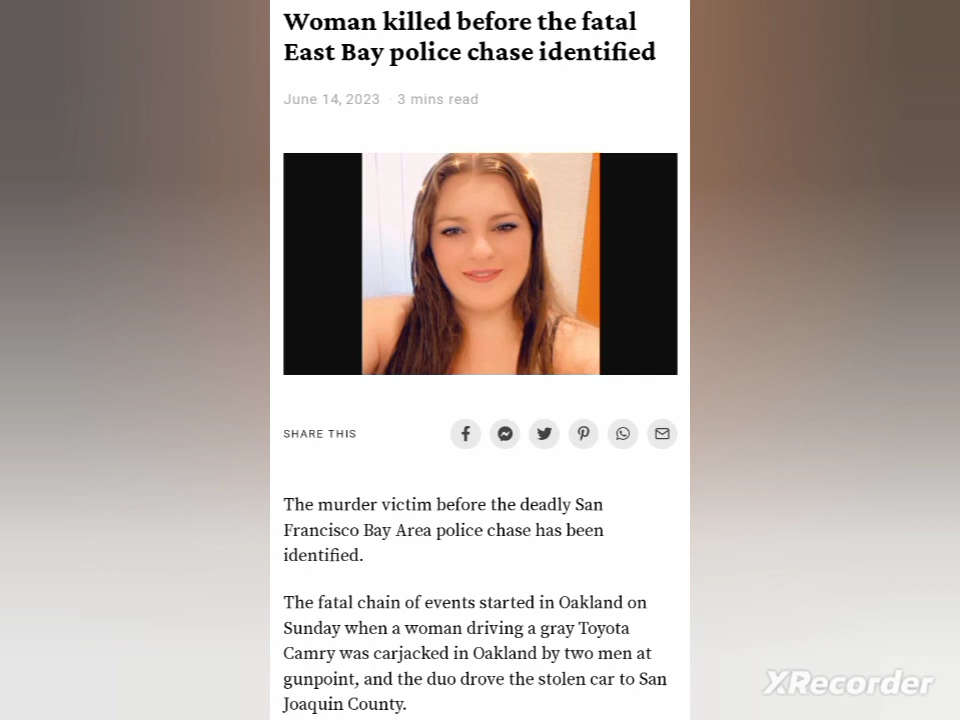 Woman killed before the fatal
East Bay police chase identified
June 14, 2023 · 3 mins read
SHARE THIS
The murder victim before the deadly San
Francisco Bay Area police chase has been
identified.
The fatal chain of events started in Oakland on
Sunday when a woman driving a gray Toyota
Camry was carjacked in Oakland by two men at
gunpoint, and the duo drove the stolen car to San
Joaquin County.
XRecorder